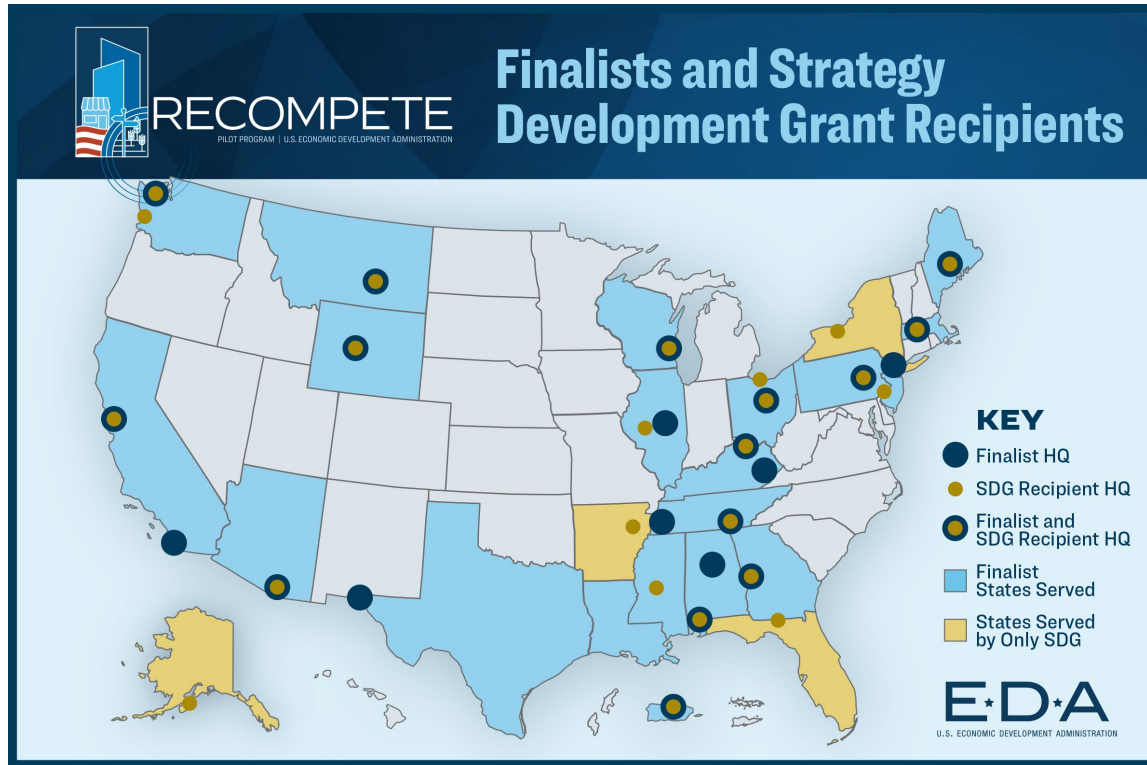 RECOMPETE
PILOT PROGRAM | U.S. ECONOMIC DEVELOPMENT ADMINISTRATION
Finalists and Strategy
Development Grant Recipients
KEY
Finalist HQ
SDG Recipient HQ
Finalist and
SDG Recipient HQ
Finalist
States Served
States Served
by Only SDG
E★D★A
U.S. ECONOMIC DEVELOPMENT ADMINISTRATION